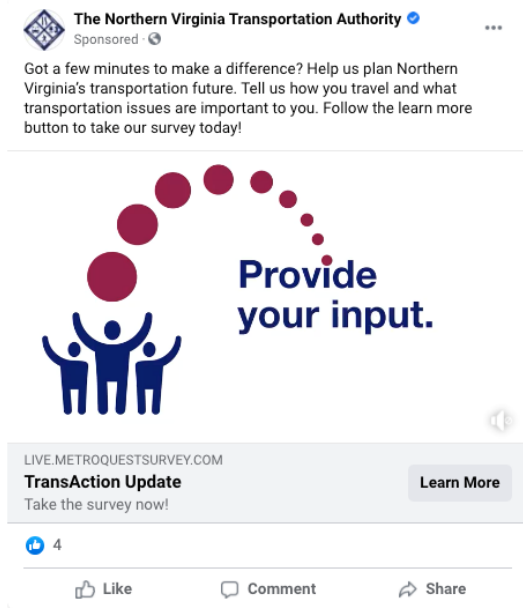 The Northern Virginia Transportation Authority
Sponsored ·
Got a few minutes to make a difference? Help us plan Northern
Virginia's transportation future. Tell us how you travel and what
transportation issues are important to you. Follow the learn more
button to take our survey today!
Provide
your input.
LIVE.METROQUESTSURVEY.COM
TransAction Update
Take the survey now!
Learn More
4
Like
Comment
Share